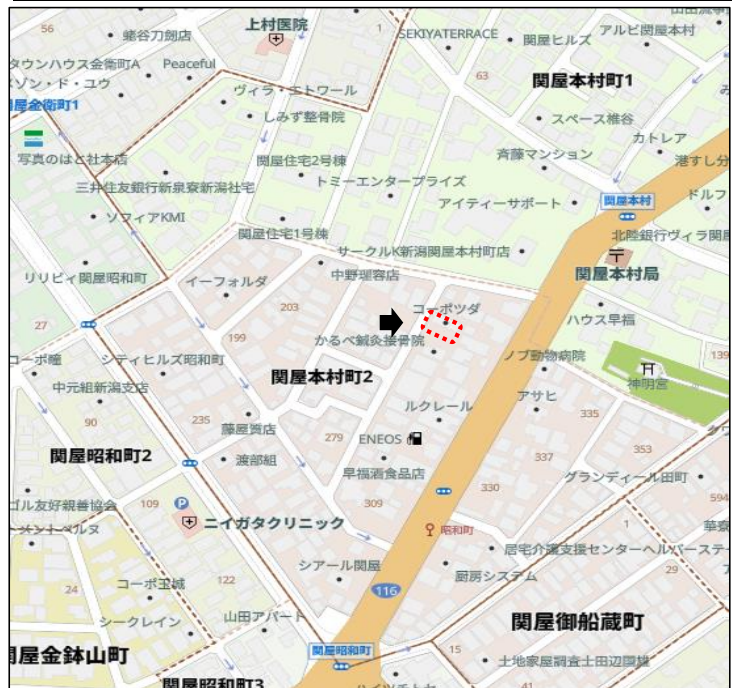 56
蛯谷刀剣店
上村医院
1
SEKIYATERRACE
関屋ヒルズ
アルビ関屋本村
タウンハウス金衛町A
Peaceful
メゾン・ド・ユウ
ヴィラ・エトワール
63
関屋本村町1
関屋金衛町1
しみず整骨院
スペース椎谷
カトレア
写真のはと社本店
関屋住宅2号棟
斉藤マンション
港すし分
三井住友銀行新泉寮新潟社宅
トミーエンタープライズ
アイティーサポート
関屋本村
ドルフ
ソフィアKMI
関屋住宅1号棟
サークルK新潟関屋本村町店
北陸銀行ヴィラ関屋
リリビィ関屋昭和町
イーフォルダ
中野理容店
関屋本村局
203
コーポツダ
27
199
かるべ鍼灸接骨院
ハウス早福
コーポ瞳
シティヒルズ昭和町
ノブ動物病院
神明宮
139
中元組新潟支店
関屋本村町2
アサヒ
90
235
藤屋質店
ルクレール
335
関屋昭和町2
渡部組
279
ENEOS
337
353
早福酒食品店
グランディール田町
ゴル友好親善協会
109
P
309
330
594
ニイガタクリニック
昭和町
1
シアール関屋
居宅介護支援センターヘルパーステー
24
コーポ玉城
122
116
厨房システム
29
シークレイン
山田アパート
関屋御船蔵町
関屋金鉢山町
関屋昭和町
15
土地家屋調査士田辺国雄
関屋昭和町3
41